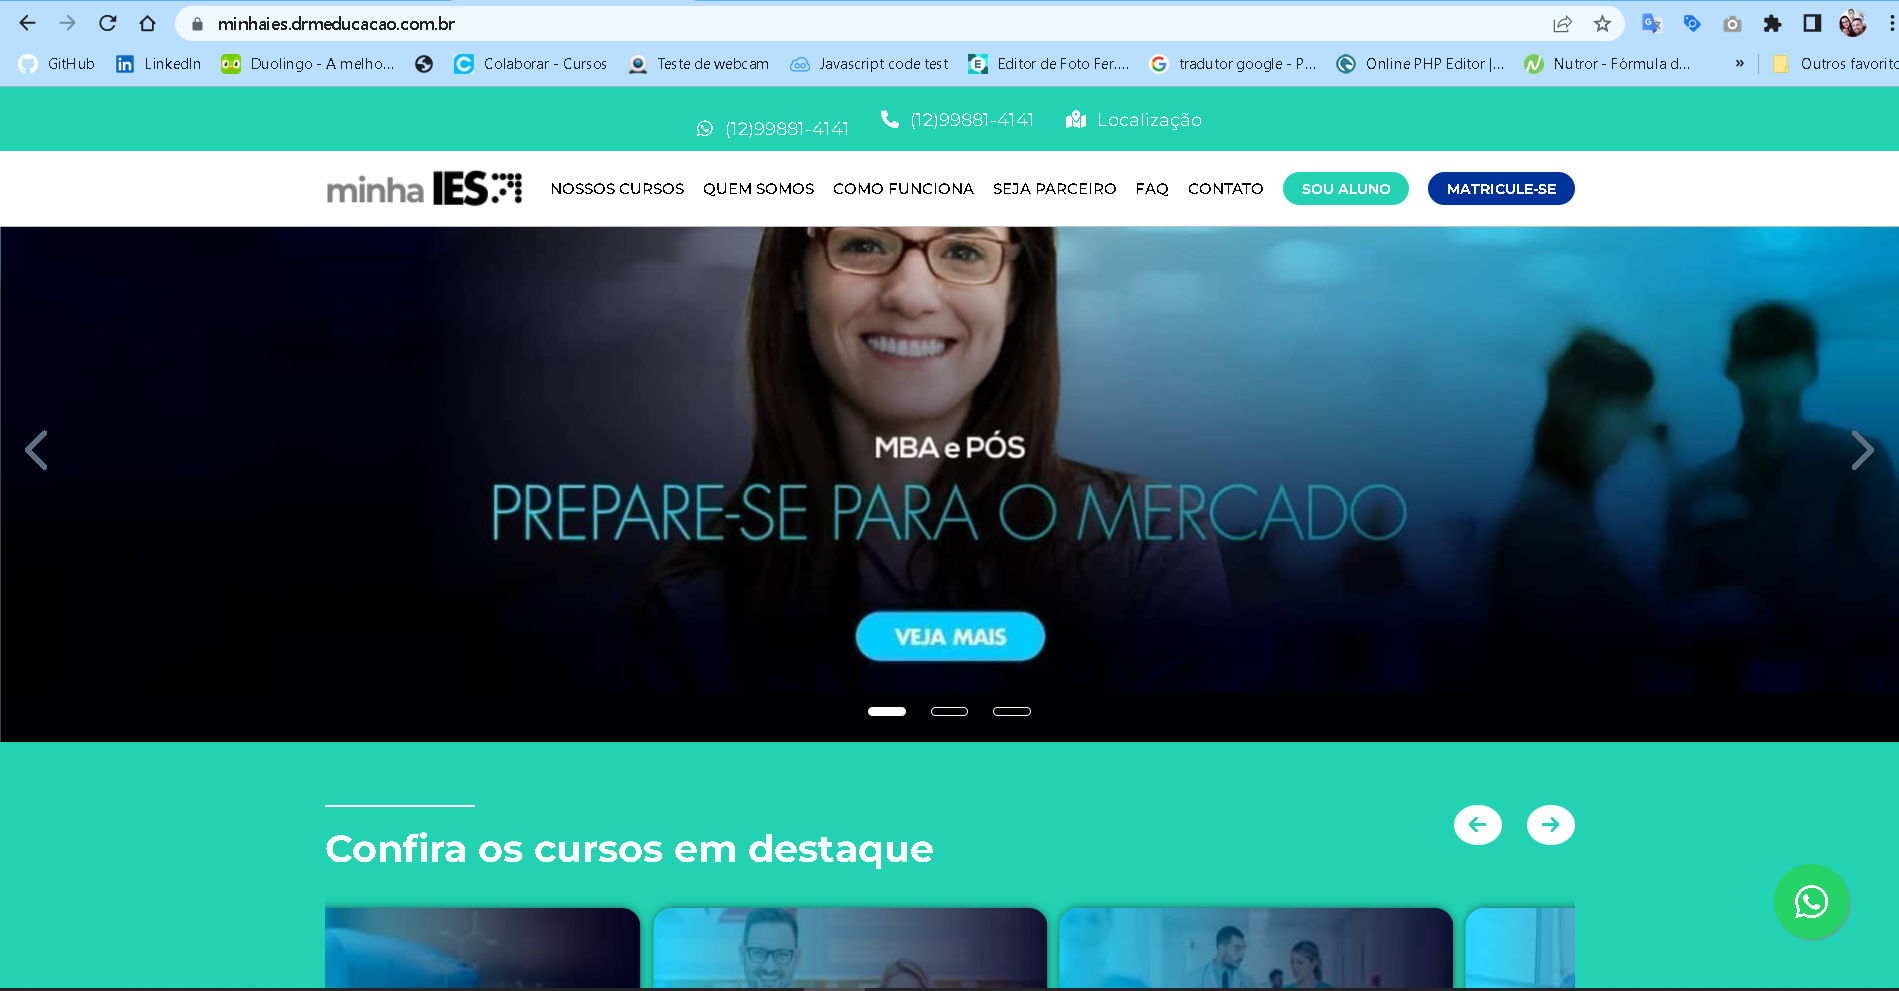 minhaies.drmeducacao.com.br
GitHub LinkedIn Duolingo - A melho... Colaborar - Cursos Teste de webcam Javascript code test Editor de Foto Fer.... tradutor google - P... Online PHP Editor |... Nutror - Fórmula d... » Outros favorito
(12)99881-4141 (12)99881-4141 Localização
minha IES NOSSOS CURSOS QUEM SOMOS COMO FUNCIONA SEJA PARCEIRO FAQ CONTATO SOU ALUNO MATRICULE-SE
MBA e PÓS
PREPARE-SE PARA O MERCADO
VEJA MAIS
Confira os cursos em destaque